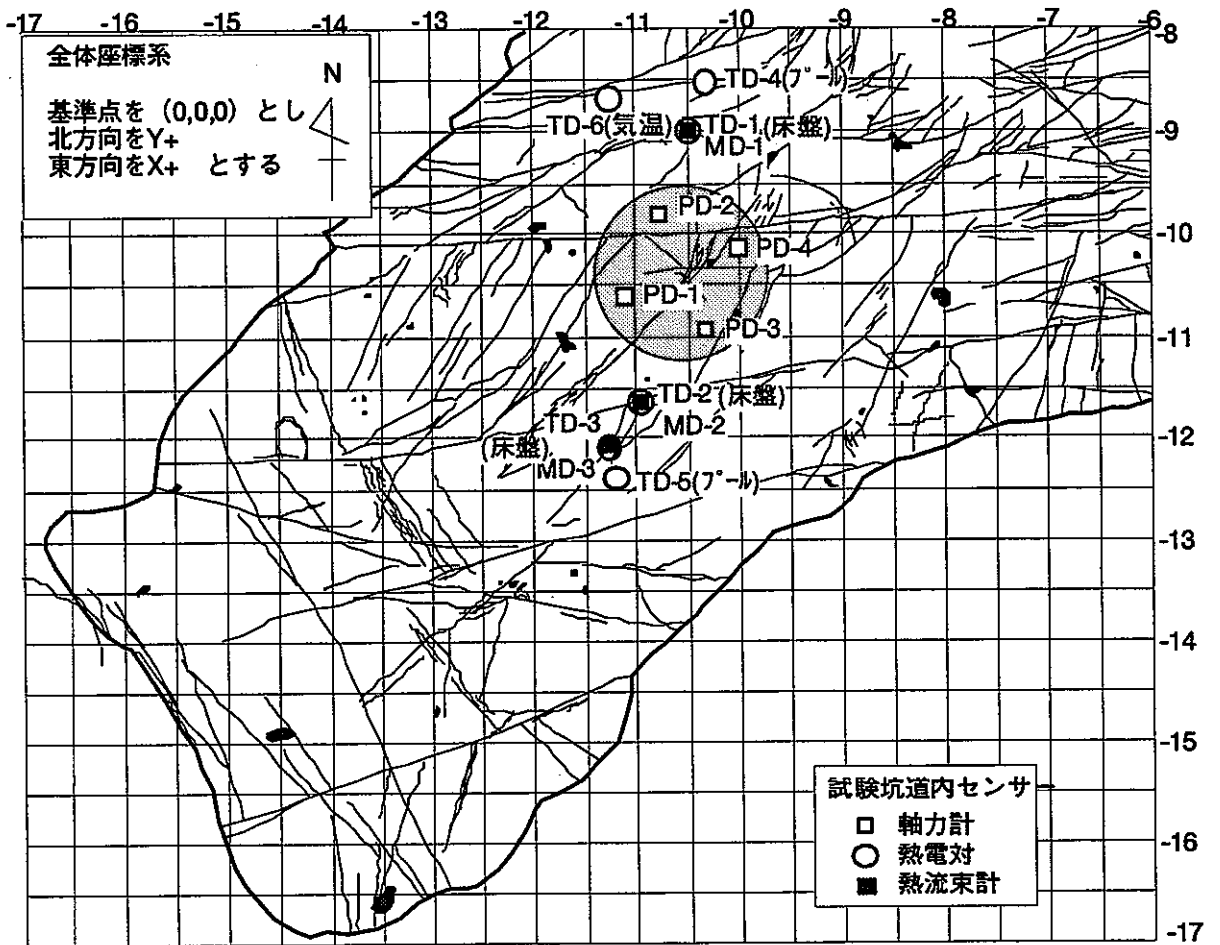 -17 -16 -15 -14 -13 -12 -11 -10 -9 -8 -7 -6
-8
全体座標系
N
基準点を (0,0,0) とし
北方向をY+
東方向をX+ とする
TD-4(プール)
TD-6(気温)
TD-1(床盤)
MD-1
-9
PD-2
PD-4
-10
PD-1
PD-3
-11
TD-2(床盤)
MD-2
TD-3
(床盤)
MD-3
-12
TD-5(プール)
-13
-14
-15
試験坑道内センサ
軸力計
熱電対
熱流束計
-16
-17